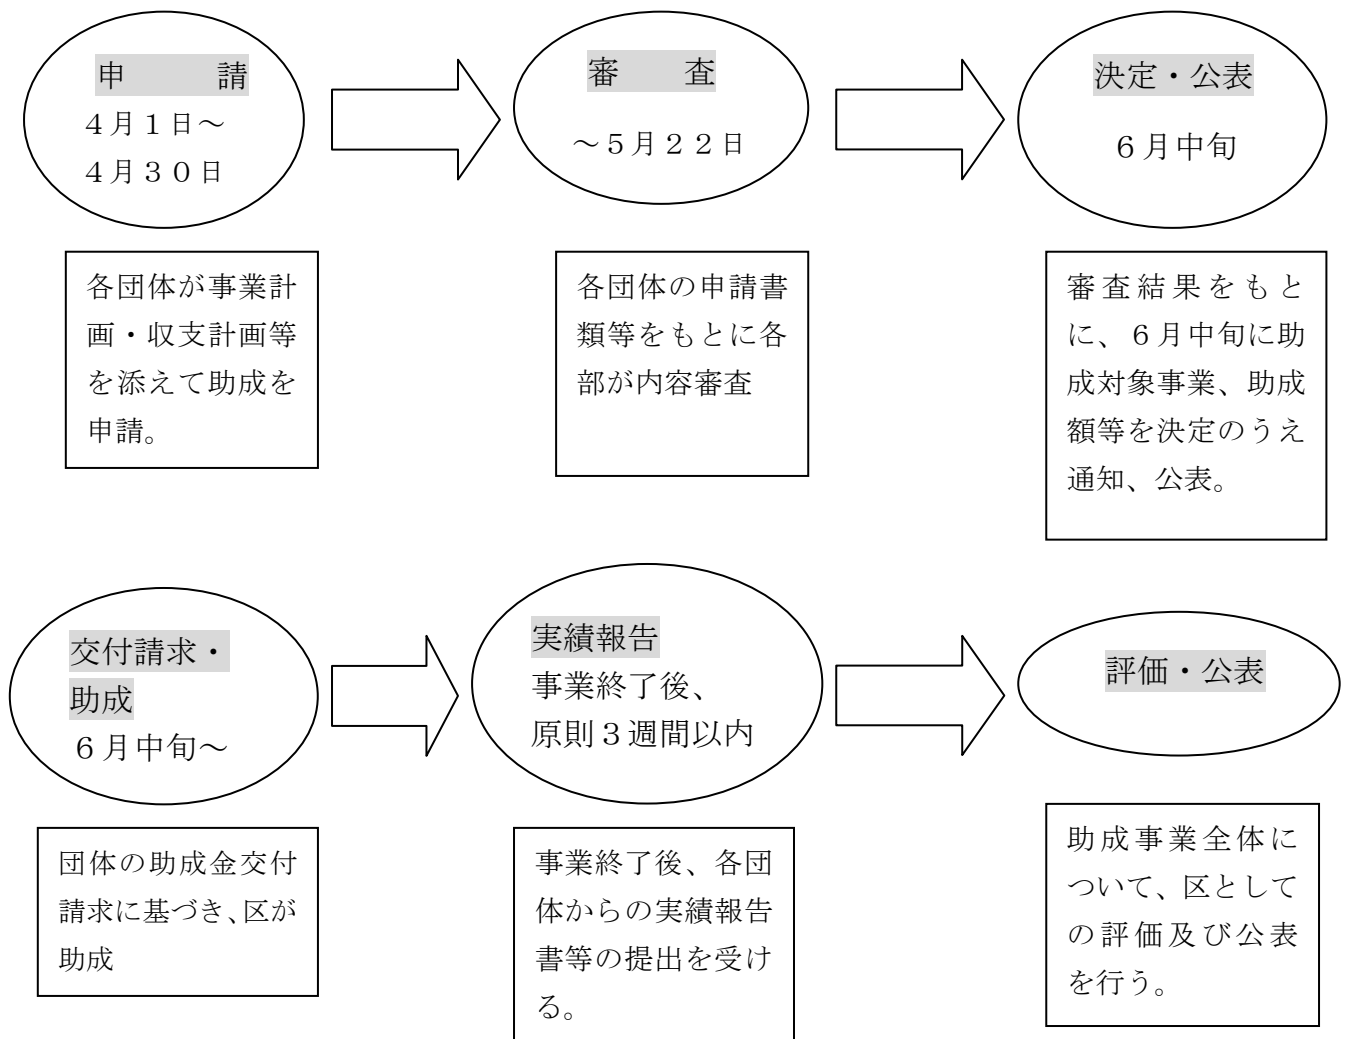 申　　　請
４月１日～
４月３０日
審　　査
～５月２２日
決定・公表
６月中旬
各団体が事業計
画・収支計画等
を添えて助成を
申請。
各団体の申請書
類等をもとに各
部が内容審査
審査結果をもと
に、６月中旬に助
成対象事業、助成
額等を決定のうえ
通知、公表。
交付請求・
助成
６月中旬～
実績報告
事業終了後、
原則３週間以内
評価・公表
団体の助成金交付
請求に基づき、区が
助成
事業終了後、各団
体からの実績報告
書等の提出を受け
る。
助成事業全体に
ついて、区として
の評価及び公表
を行う。